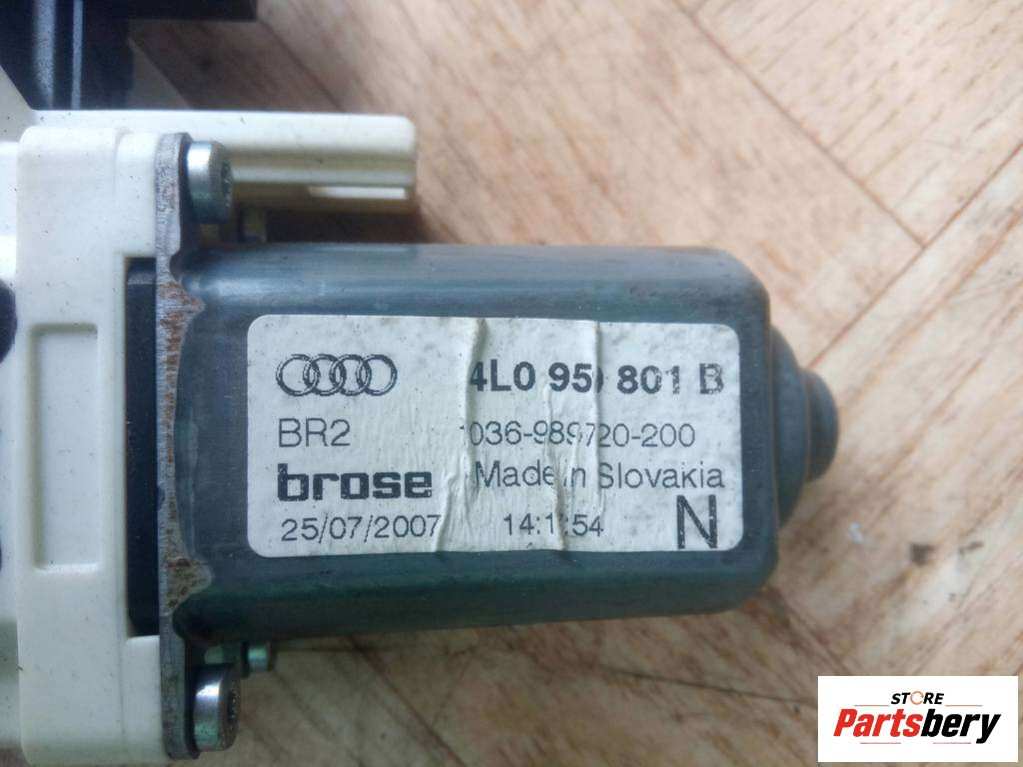 4L0 959 801 B
BR2 1036-989720-200
brose Made in Slovakia
25/07/2007 N
STORE
Partsbery